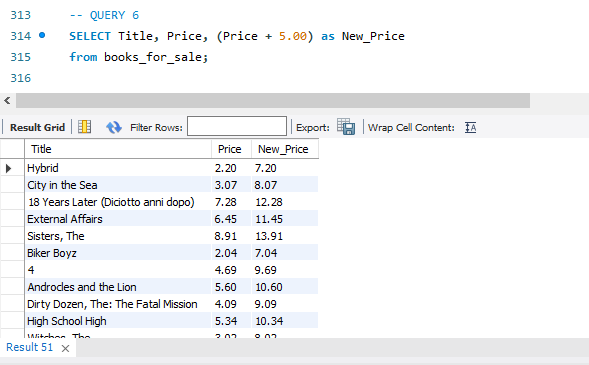 313 -- QUERY 6
314 SELECT Title, Price, (Price + 5.00) as New_Price
315 from books_for_sale;
316
Result Grid Filter Rows: Export: Wrap Cell Content:
Title Price New_Price
Hybrid 2.20 7.20
City in the Sea 3.07 8.07
18 Years Later (Diciotto anni dopo) 7.28 12.28
External Affairs 6.45 11.45
Sisters, The 8.91 13.91
Biker Boyz 2.04 7.04
4 4.69 9.69
Androcles and the Lion 5.60 10.60
Dirty Dozen, The: The Fatal Mission 4.09 9.09
High School High 5.34 10.34
Witches, The
Result 51